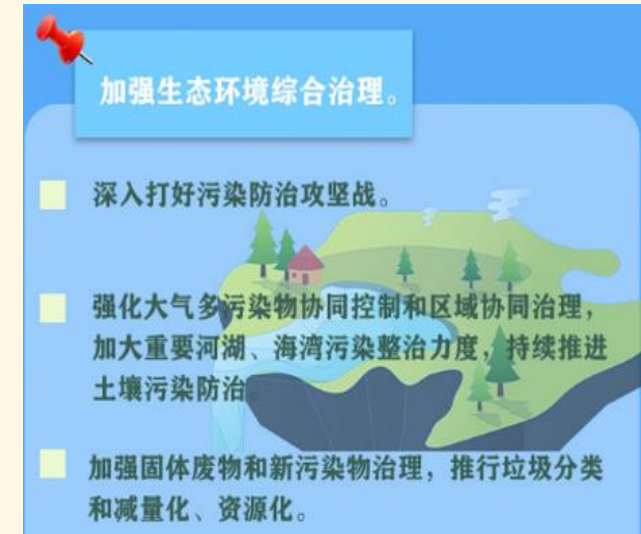 加强生态环境综合治理。
深入打好污染防治攻坚战。
强化大气多污染物协同控制和区域协同治理，
加大重要河湖、海湾污染整治力度，持续推进
土壤污染防治。
加强固体废物和新污染物治理，推行垃圾分类
和减量化、资源化。